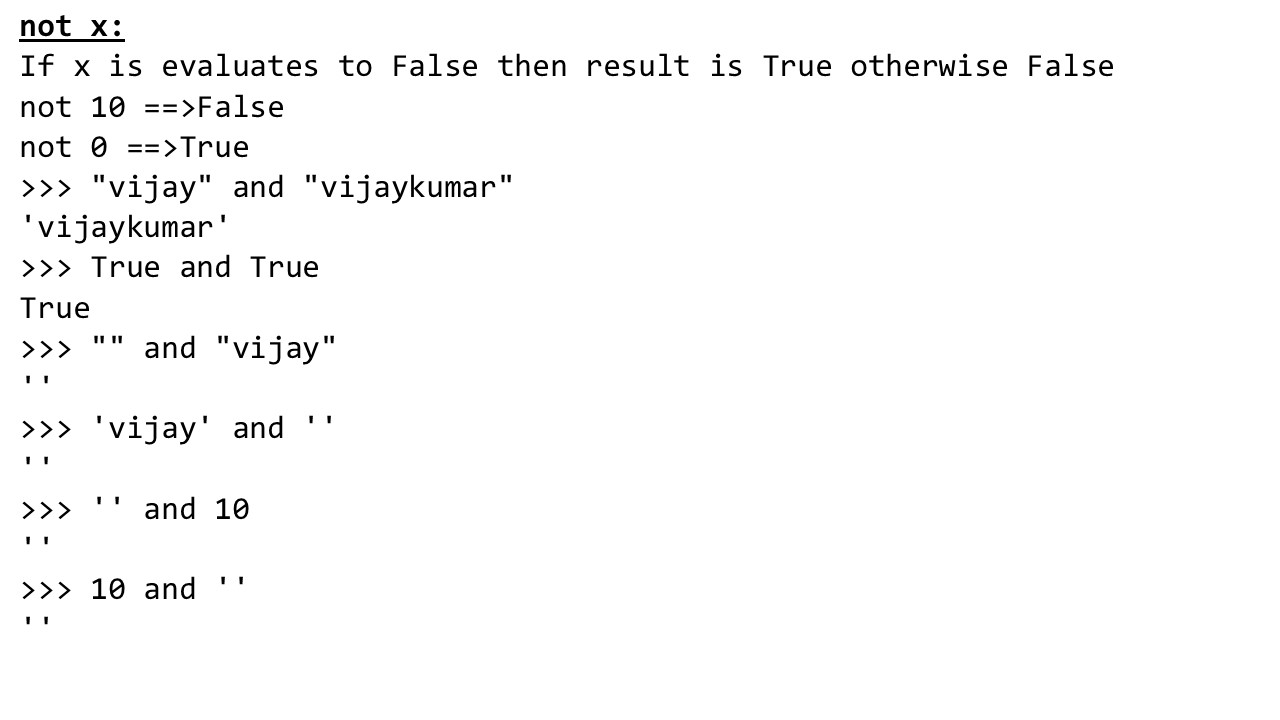 not x:
If x is evaluates to False then result is True otherwise False
not 10 ==>False
not 0 ==>True
>>> "vijay" and "vijaykumar"
'vijaykumar'
>>> True and True
True
>>> "" and "vijay"
''
>>> 'vijay' and ''
''
>>> '' and 10
''
>>> 10 and ''
''